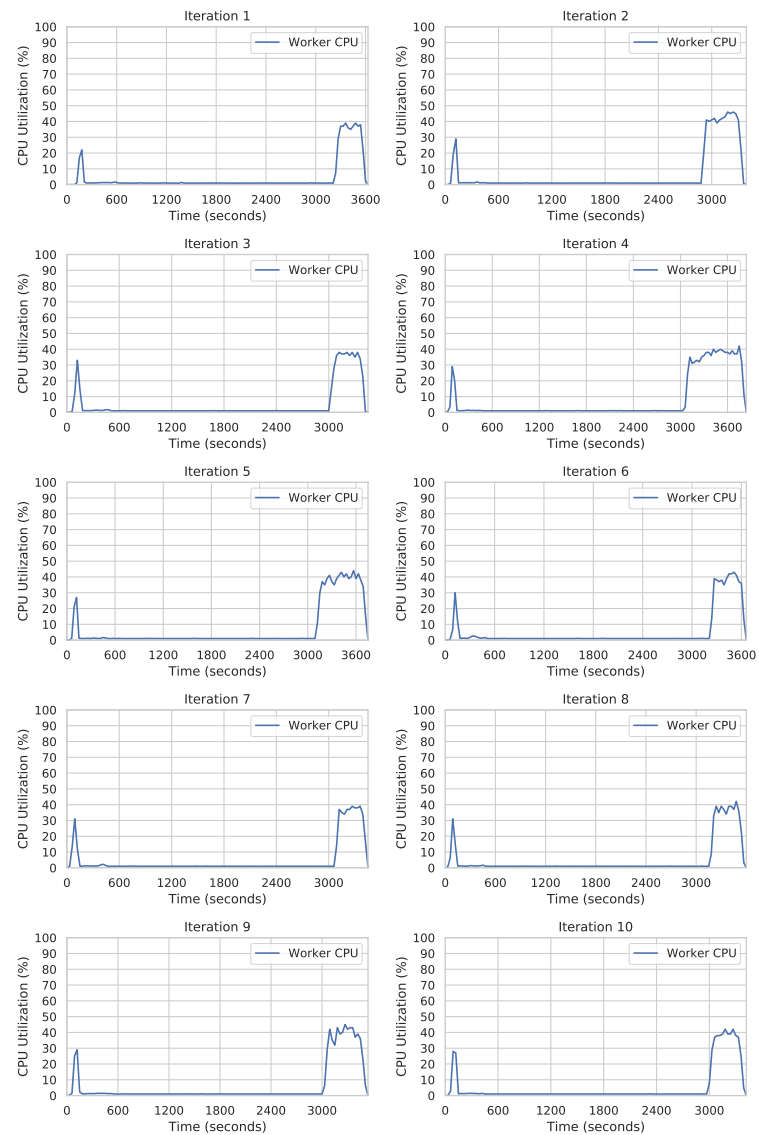 Iteration 1
CPU Utilization (%)
100
90
80
70
60
50
40
30
20
10
0
Worker CPU
0 600 1200 1800 2400 3000 3600
Time (seconds)
Iteration 2
CPU Utilization (%)
100
90
80
70
60
50
40
30
20
10
0
Worker CPU
0 600 1200 1800 2400 3000
Time (seconds)
Iteration 3
CPU Utilization (%)
100
90
80
70
60
50
40
30
20
10
0
Worker CPU
0 600 1200 1800 2400 3000
Time (seconds)
Iteration 4
CPU Utilization (%)
100
90
80
70
60
50
40
30
20
10
0
Worker CPU
0 600 1200 1800 2400 3000 3600
Time (seconds)
Iteration 5
CPU Utilization (%)
100
90
80
70
60
50
40
30
20
10
0
Worker CPU
0 600 1200 1800 2400 3000 3600
Time (seconds)
Iteration 6
CPU Utilization (%)
100
90
80
70
60
50
40
30
20
10
0
Worker CPU
0 600 1200 1800 2400 3000 3600
Time (seconds)
Iteration 7
CPU Utilization (%)
100
90
80
70
60
50
40
30
20
10
0
Worker CPU
0 600 1200 1800 2400 3000
Time (seconds)
Iteration 8
CPU Utilization (%)
100
90
80
70
60
50
40
30
20
10
0
Worker CPU
0 600 1200 1800 2400 3000
Time (seconds)
Iteration 9
CPU Utilization (%)
100
90
80
70
60
50
40
30
20
10
0
Worker CPU
0 600 1200 1800 2400 3000
Time (seconds)
Iteration 10
CPU Utilization (%)
100
90
80
70
60
50
40
30
20
10
0
Worker CPU
0 600 1200 1800 2400 3000
Time (seconds)